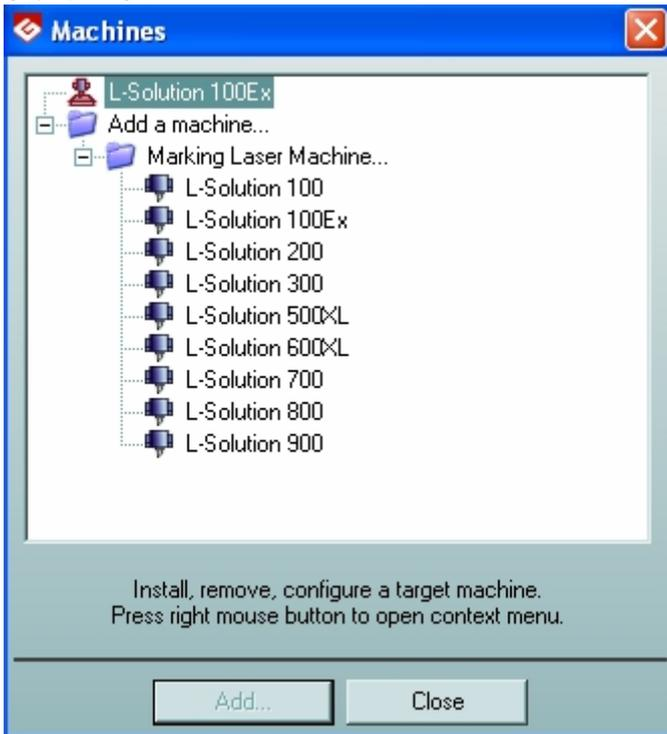 Machines
L-Solution 100Ex
Add a machine...
Marking Laser Machine...
L-Solution 100
L-Solution 100Ex
L-Solution 200
L-Solution 300
L-Solution 500XL
L-Solution 600XL
L-Solution 700
L-Solution 800
L-Solution 900
Install, remove, configure a target machine.
Press right mouse button to open context menu.
Add... Close